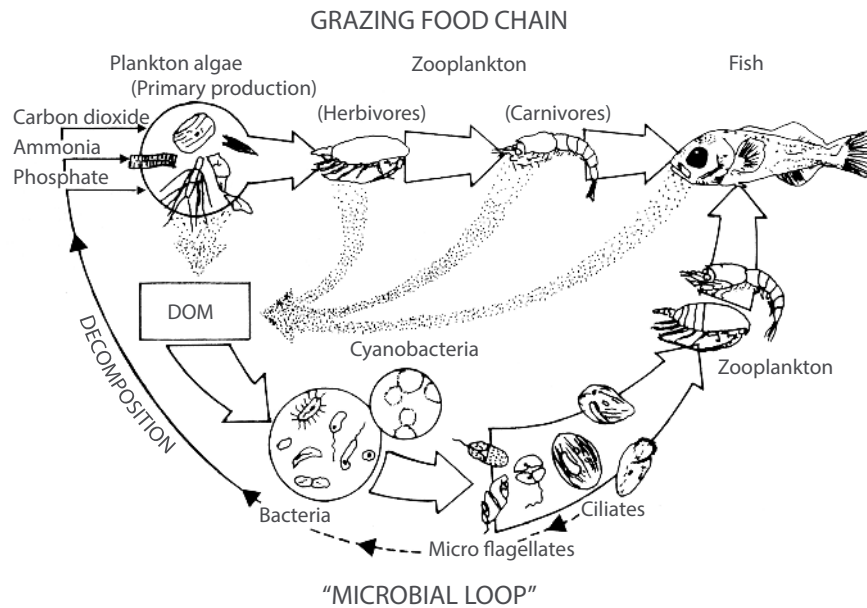 GRAZING FOOD CHAIN
Plankton algae
(Primary production)
Zooplankton
Fish
(Herbivores)
(Carnivores)
Carbon dioxide
Ammonia
Phosphate
DOM
DECOMPOSITION
Cyanobacteria
Zooplankton
Bacteria
Ciliates
Micro flagellates
“MICROBIAL LOOP”